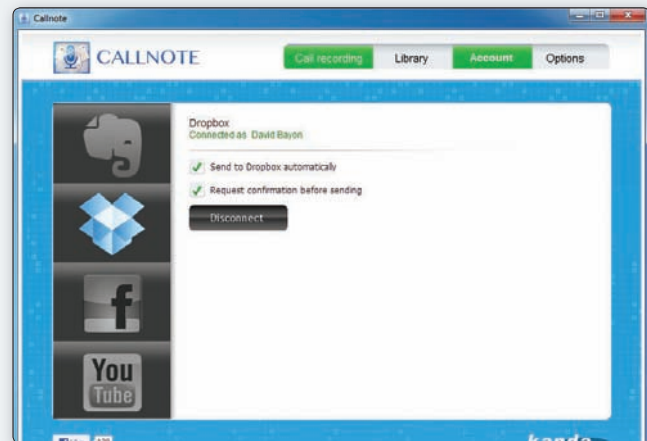 Callnote
CALLNOTE
Call recording Library Account Options
Dropbox
Connected as David Bayon
Send to Dropbox automatically
Request confirmation before sending
Disconnect
f
You
Tube